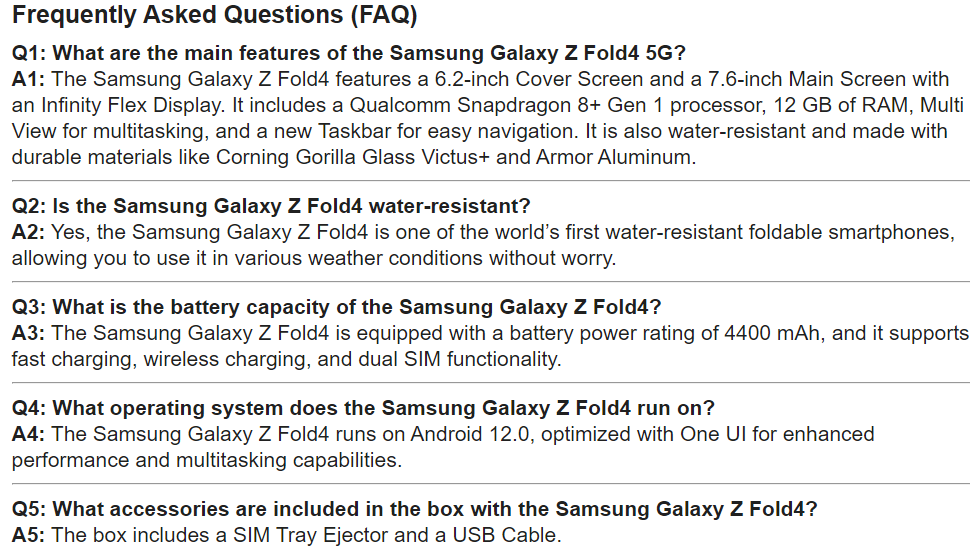 Frequently Asked Questions (FAQ)
Q1: What are the main features of the Samsung Galaxy Z Fold4 5G?
A1: The Samsung Galaxy Z Fold4 features a 6.2-inch Cover Screen and a 7.6-inch Main Screen with
an Infinity Flex Display. It includes a Qualcomm Snapdragon 8+ Gen 1 processor, 12 GB of RAM, Multi
View for multitasking, and a new Taskbar for easy navigation. It is also water-resistant and made with
durable materials like Corning Gorilla Glass Victus+ and Armor Aluminum.
Q2: Is the Samsung Galaxy Z Fold4 water-resistant?
A2: Yes, the Samsung Galaxy Z Fold4 is one of the world’s first water-resistant foldable smartphones,
allowing you to use it in various weather conditions without worry.
Q3: What is the battery capacity of the Samsung Galaxy Z Fold4?
A3: The Samsung Galaxy Z Fold4 is equipped with a battery power rating of 4400 mAh, and it supports
fast charging, wireless charging, and dual SIM functionality.
Q4: What operating system does the Samsung Galaxy Z Fold4 run on?
A4: The Samsung Galaxy Z Fold4 runs on Android 12.0, optimized with One UI for enhanced
performance and multitasking capabilities.
Q5: What accessories are included in the box with the Samsung Galaxy Z Fold4?
A5: The box includes a SIM Tray Ejector and a USB Cable.